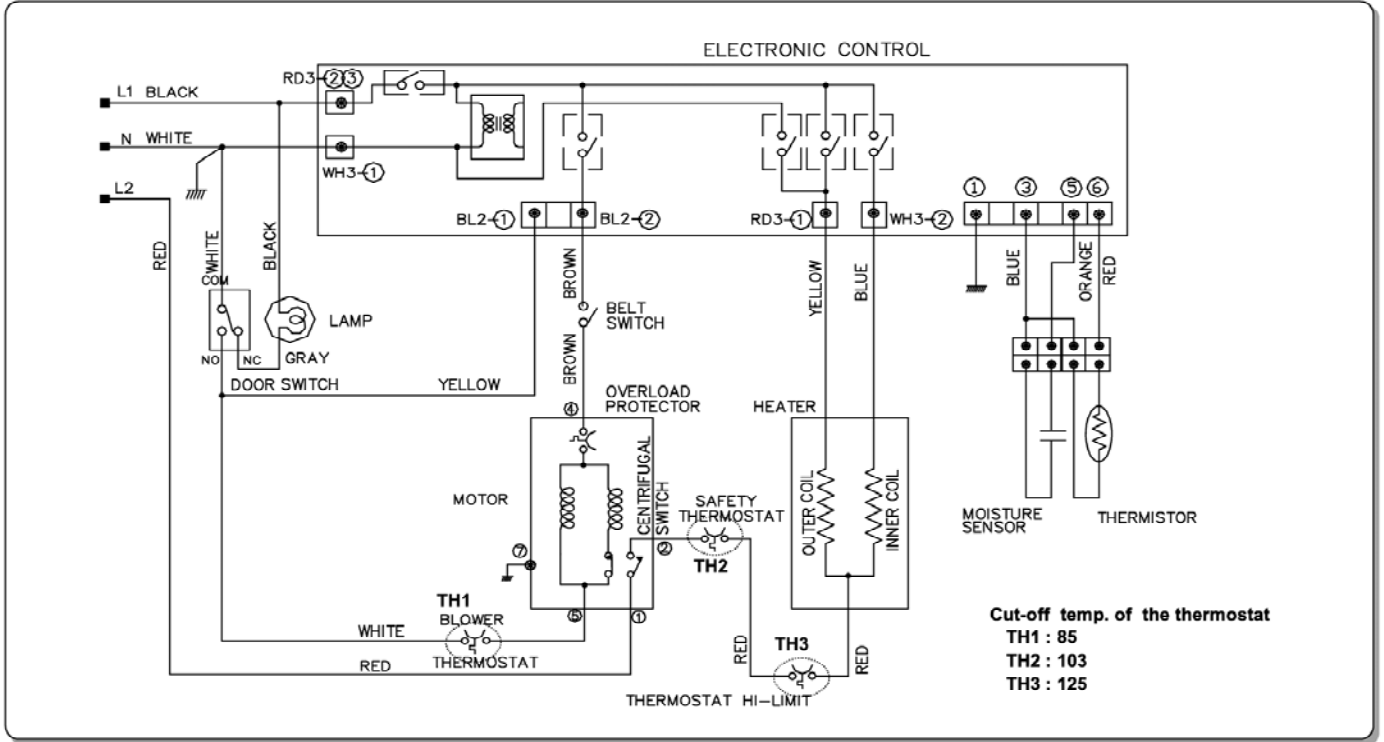 ELECTRONIC CONTROL
RD3-②③
L1 BLACK
N WHITE
WH3-①
L2
① ③ ⑤ ⑥
BL2-① BL2-②
RD3-① WH3-②
RED
WHITE
BLACK
BROWN
YELLOW
BLUE
BLUE
ORANGE
RED
COM
LAMP
BELT
SWITCH
NO NC GRAY
DOOR SWITCH
YELLOW
BROWN
OVERLOAD
PROTECTOR
④
HEATER
MOTOR
CENTRIFUGAL
SWITCH
SAFETY
THERMOSTAT
TH2
OUTER COIL
INNER COIL
MOISTURE
SENSOR
THERMISTOR
⑦
②
TH1
BLOWER
THERMOSTAT
⑤ ①
WHITE
RED
RED
TH3
RED
THERMOSTAT HI-LIMIT
Cut-off temp. of the thermostat
TH1 : 85
TH2 : 103
TH3 : 125